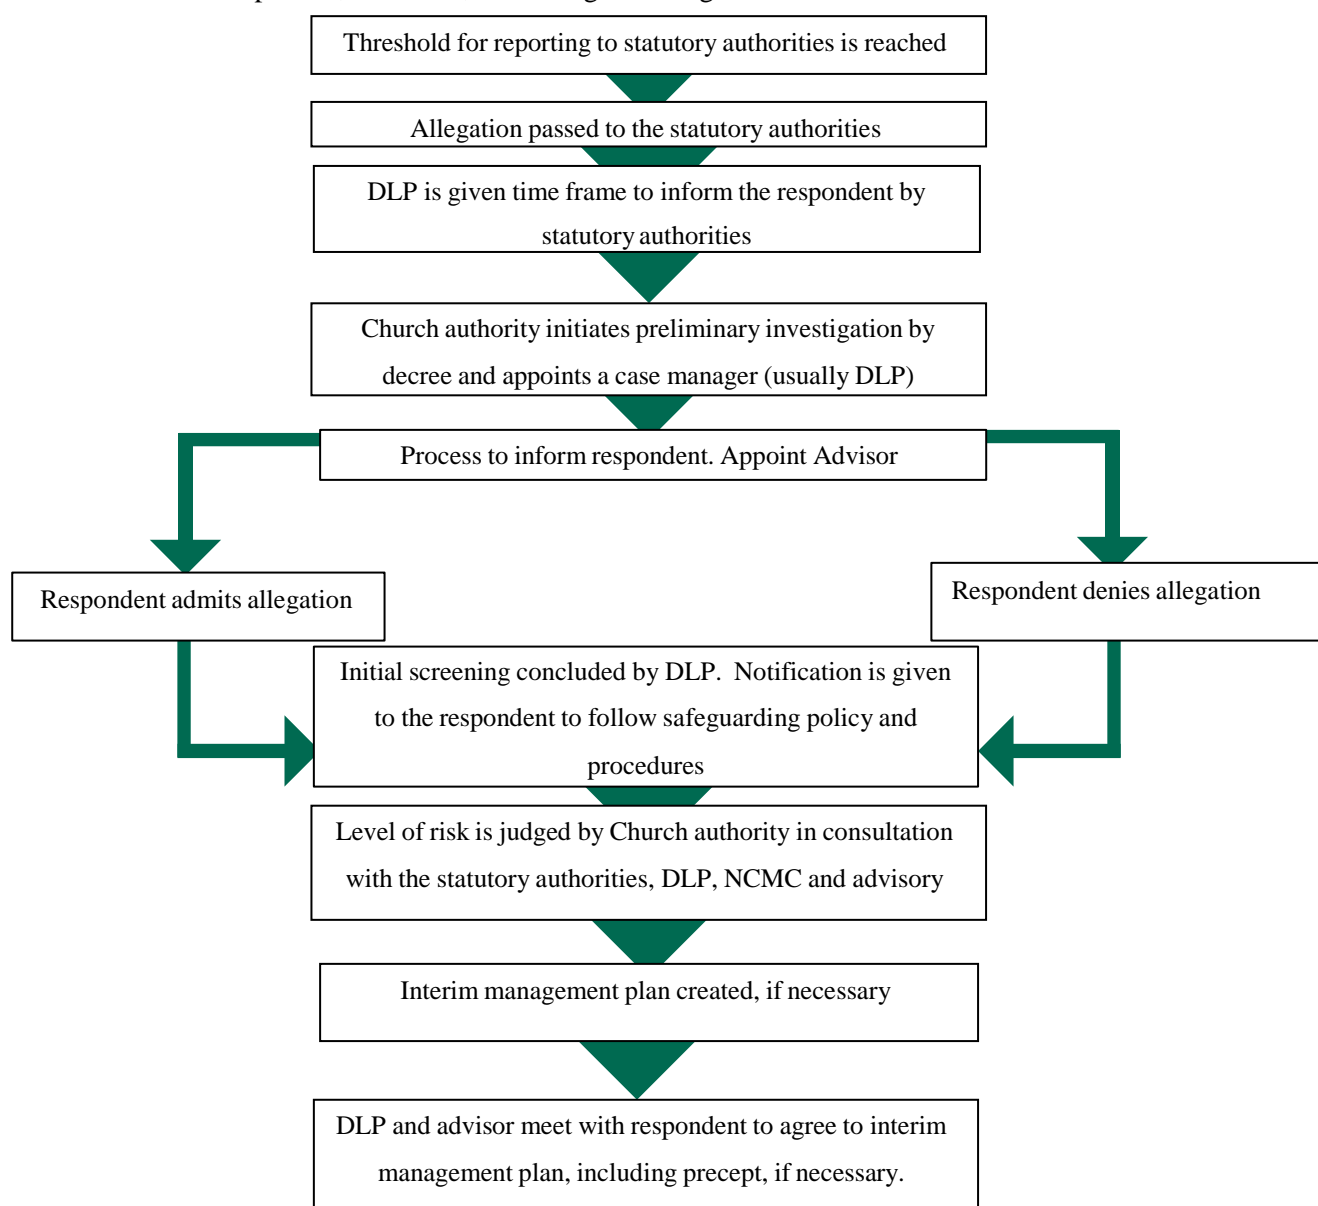 Threshold for reporting to statutory authorities is reached
Allegation passed to the statutory authorities
DLP is given time frame to inform the respondent by
statutory authorities
Church authority initiates preliminary investigation by
decree and appoints a case manager (usually DLP)
Process to inform respondent. Appoint Advisor
Respondent admits allegation
Respondent denies allegation
Initial screening concluded by DLP.  Notification is given
to the respondent to follow safeguarding policy and
procedures
Level of risk is judged by Church authority in consultation
with the statutory authorities, DLP, NCMC and advisory
Interim management plan created, if necessary
DLP and advisor meet with respondent to agree to interim
management plan, including precept, if necessary.